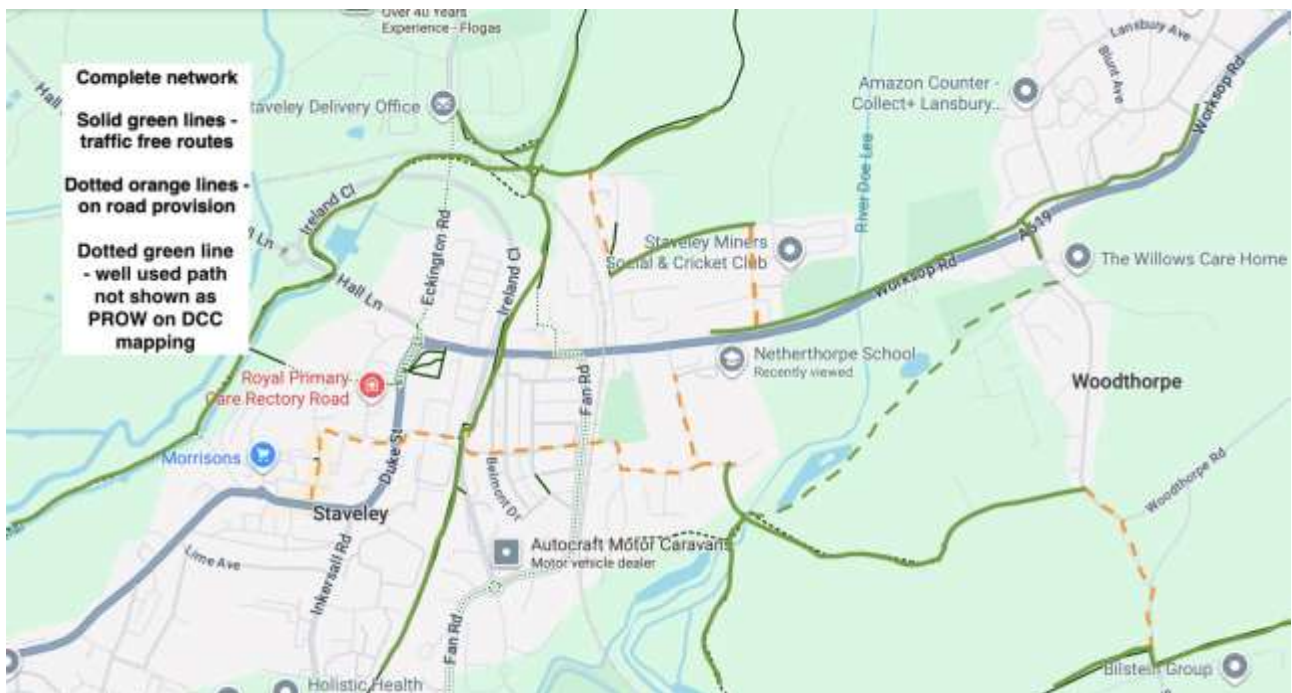 Over 40 Years
Experience - Flogas
Complete network
Solid green lines -
traffic free routes
Dotted orange lines -
on road provision
Dotted green line
- well used path
not shown as
PROW on DCC
mapping
Staveley Delivery Office
Hall Ln
Ireland Cl
Eckington Rd
Hall Ln
Ireland Cl
Amazon Counter -
Collect+ Lansbury...
Lansbury Ave
Blunt Ave
Worksop Rd
River Doe Lea
Staveley Miners
Social & Cricket Club
A619
Worksop Rd
The Willows Care Home
Netherthorpe School
Recently viewed
Woodthorpe
Royal Primary
Care Rectory Road
Fan Rd
Morrisons
Duke St
Belmont Dr
Staveley
Woodthorpe Rd
Lime Ave
Inkersall Rd
Autocraft Motor Caravans
Motor vehicle dealer
Fan Rd
Bilstein Group
Holistic Health